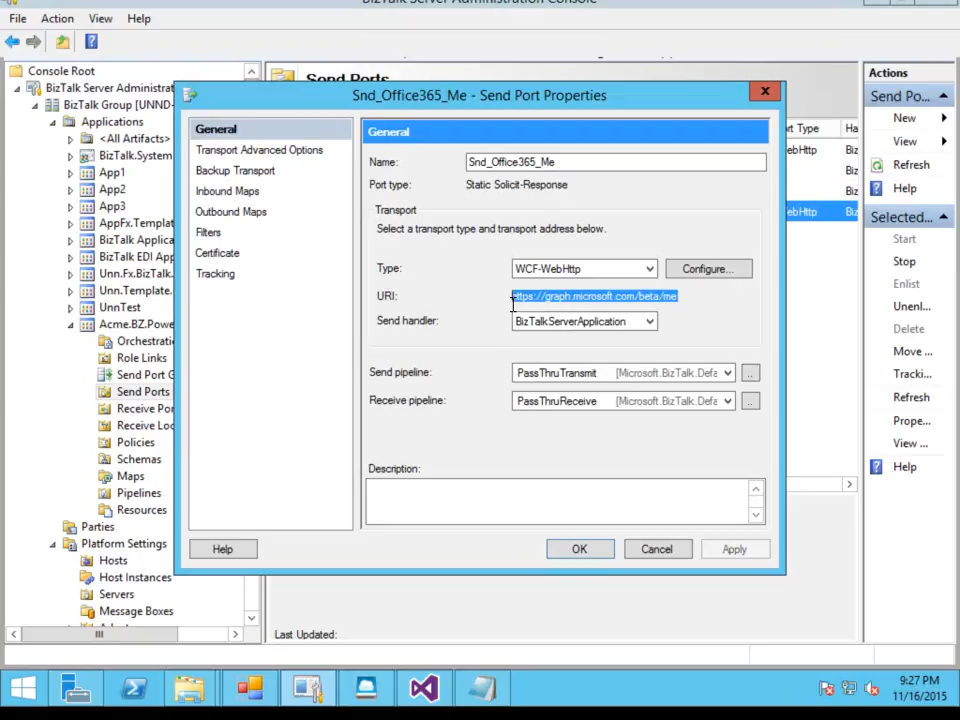 BizTalk Server Administration Console
File Action View Help
Console Root
BizTalk Server Administrat
BizTalk Group [UNND-
Applications
<All Artifacts>
BizTalk.System
App1
App2
App3
AppFx.Templat
BizTalk Applica
BizTalk EDI App
Unn.Fx.BizTalk.
Unn.Template.
UnnTest
Acme.BZ.Powe
Orchestrati
Role Links
Send Port G
Send Ports
Receive Por
Receive Loc
Policies
Schemas
Maps
Pipelines
Resources
Parties
Platform Settings
Hosts
Host Instances
Servers
Message Boxes
Send Ports
rt Type Ha
ebHttp Biz
Biz
Biz
ebHttp Biz
Last Updated:
Snd_Office365_Me - Send Port Properties
x
General
Transport Advanced Options
Backup Transport
Inbound Maps
Outbound Maps
Filters
Certificate
Tracking
General
Name: Snd_Office365_Me
Port type: Static Solicit-Response
Transport
Select a transport type and transport address below.
Type: WCF-WebHttp Configure...
URI: https://graph.microsoft.com/beta/me
Send handler: BizTalkServerApplication
Send pipeline: PassThruTransmit [Microsoft.BizTalk.Defa ..
Receive pipeline: PassThruReceive [Microsoft.BizTalk.Defa ..
Description:
Help OK Cancel Apply
Actions
Send Po...
New
View
Refresh
Help
Selected...
Start
Stop
Enlist
Unenl...
Delete
Move ...
Tracki...
Refresh
Prope...
View ...
Help
9:27 PM
11/16/2015